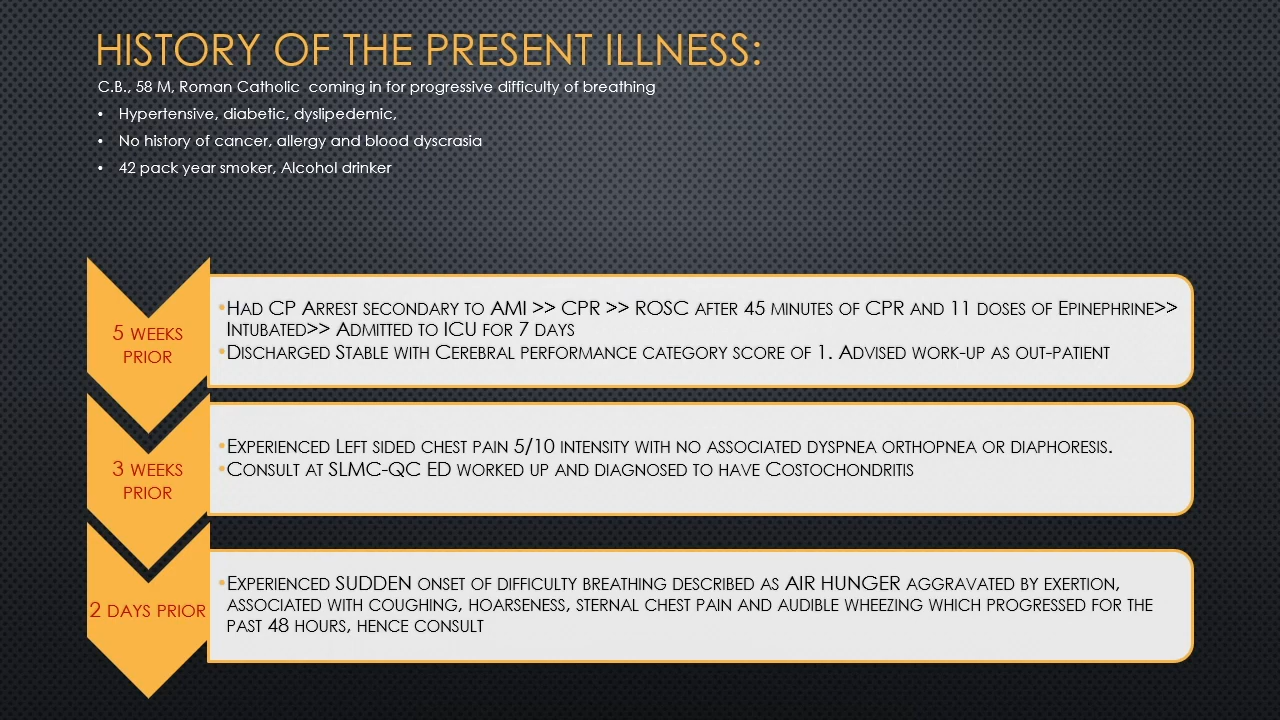 HISTORY OF THE PRESENT ILLNESS:
C.B., 58 M, Roman Catholic  coming in for progressive difficulty of breathing
• Hypertensive, diabetic, dyslipedemic,
• No history of cancer, allergy and blood dyscrasia
• 42 pack year smoker, Alcohol drinker
5 WEEKS
PRIOR
•HAD CP ARREST SECONDARY TO AMI >> CPR >> ROSC AFTER 45 MINUTES OF CPR AND 11 DOSES OF EPINEPHRINE>>
INTUBATED>> ADMITTED TO ICU FOR 7 DAYS
•DISCHARGED STABLE WITH CEREBRAL PERFORMANCE CATEGORY SCORE OF 1. ADVISED WORK-UP AS OUT-PATIENT
3 WEEKS
PRIOR
•EXPERIENCED LEFT SIDED CHEST PAIN 5/10 INTENSITY WITH NO ASSOCIATED DYSPNEA ORTHOPNEA OR DIAPHORESIS.
•CONSULT AT SLMC-QC ED WORKED UP AND DIAGNOSED TO HAVE COSTOCHONDRITIS
2 DAYS PRIOR
•EXPERIENCED SUDDEN ONSET OF DIFFICULTY BREATHING DESCRIBED AS AIR HUNGER AGGRAVATED BY EXERTION,
ASSOCIATED WITH COUGHING, HOARSENESS, STERNAL CHEST PAIN AND AUDIBLE WHEEZING WHICH PROGRESSED FOR THE
PAST 48 HOURS, HENCE CONSULT